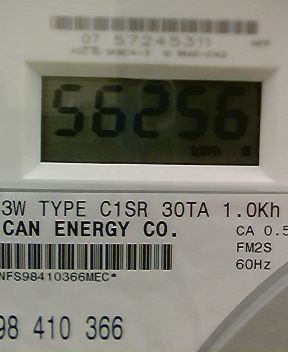 07 57245311
56256
kWh
3W TYPE C1SR 30TA 1.0Kh
CAN ENERGY CO.
CA 0.5
FM2S
60Hz
NFS98410366MEC*
98 410 366